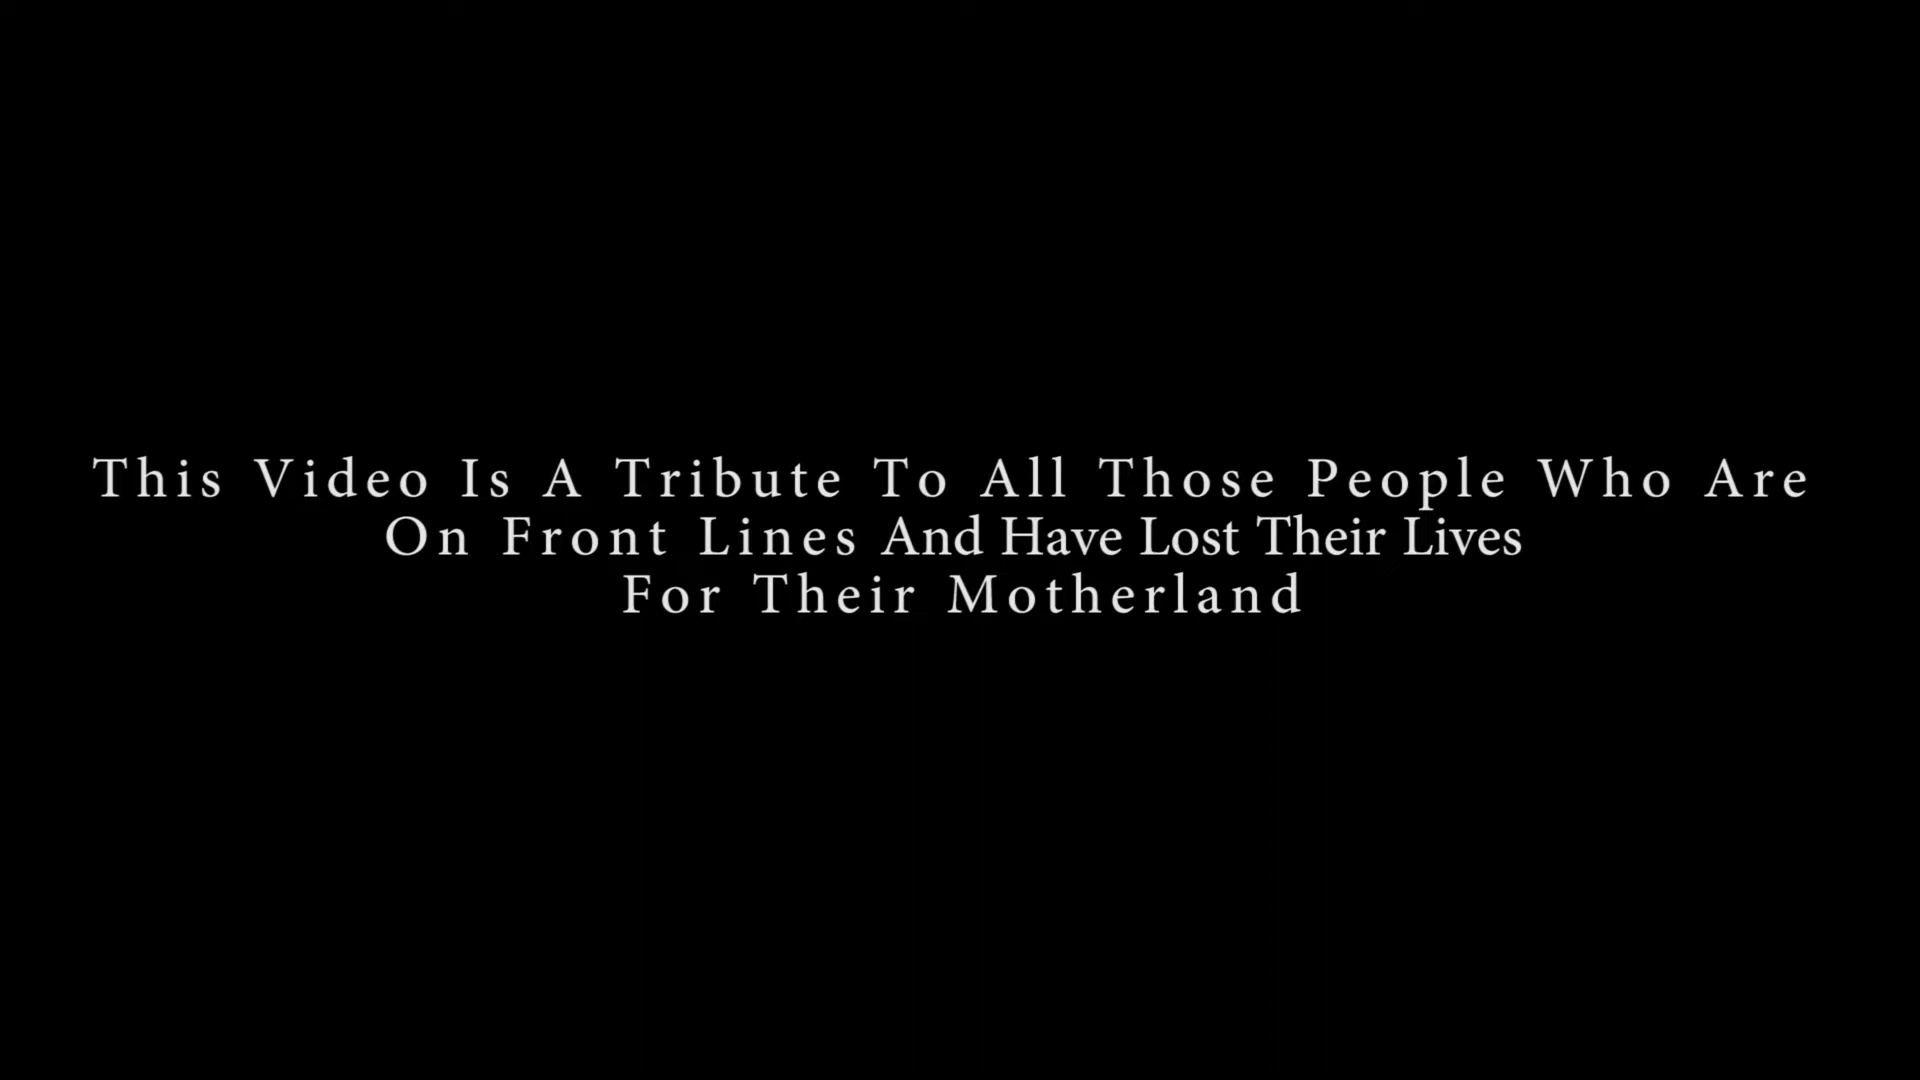 This Video Is A Tribute To All Those People Who Are
On Front Lines And Have Lost Their Lives
For Their Motherland